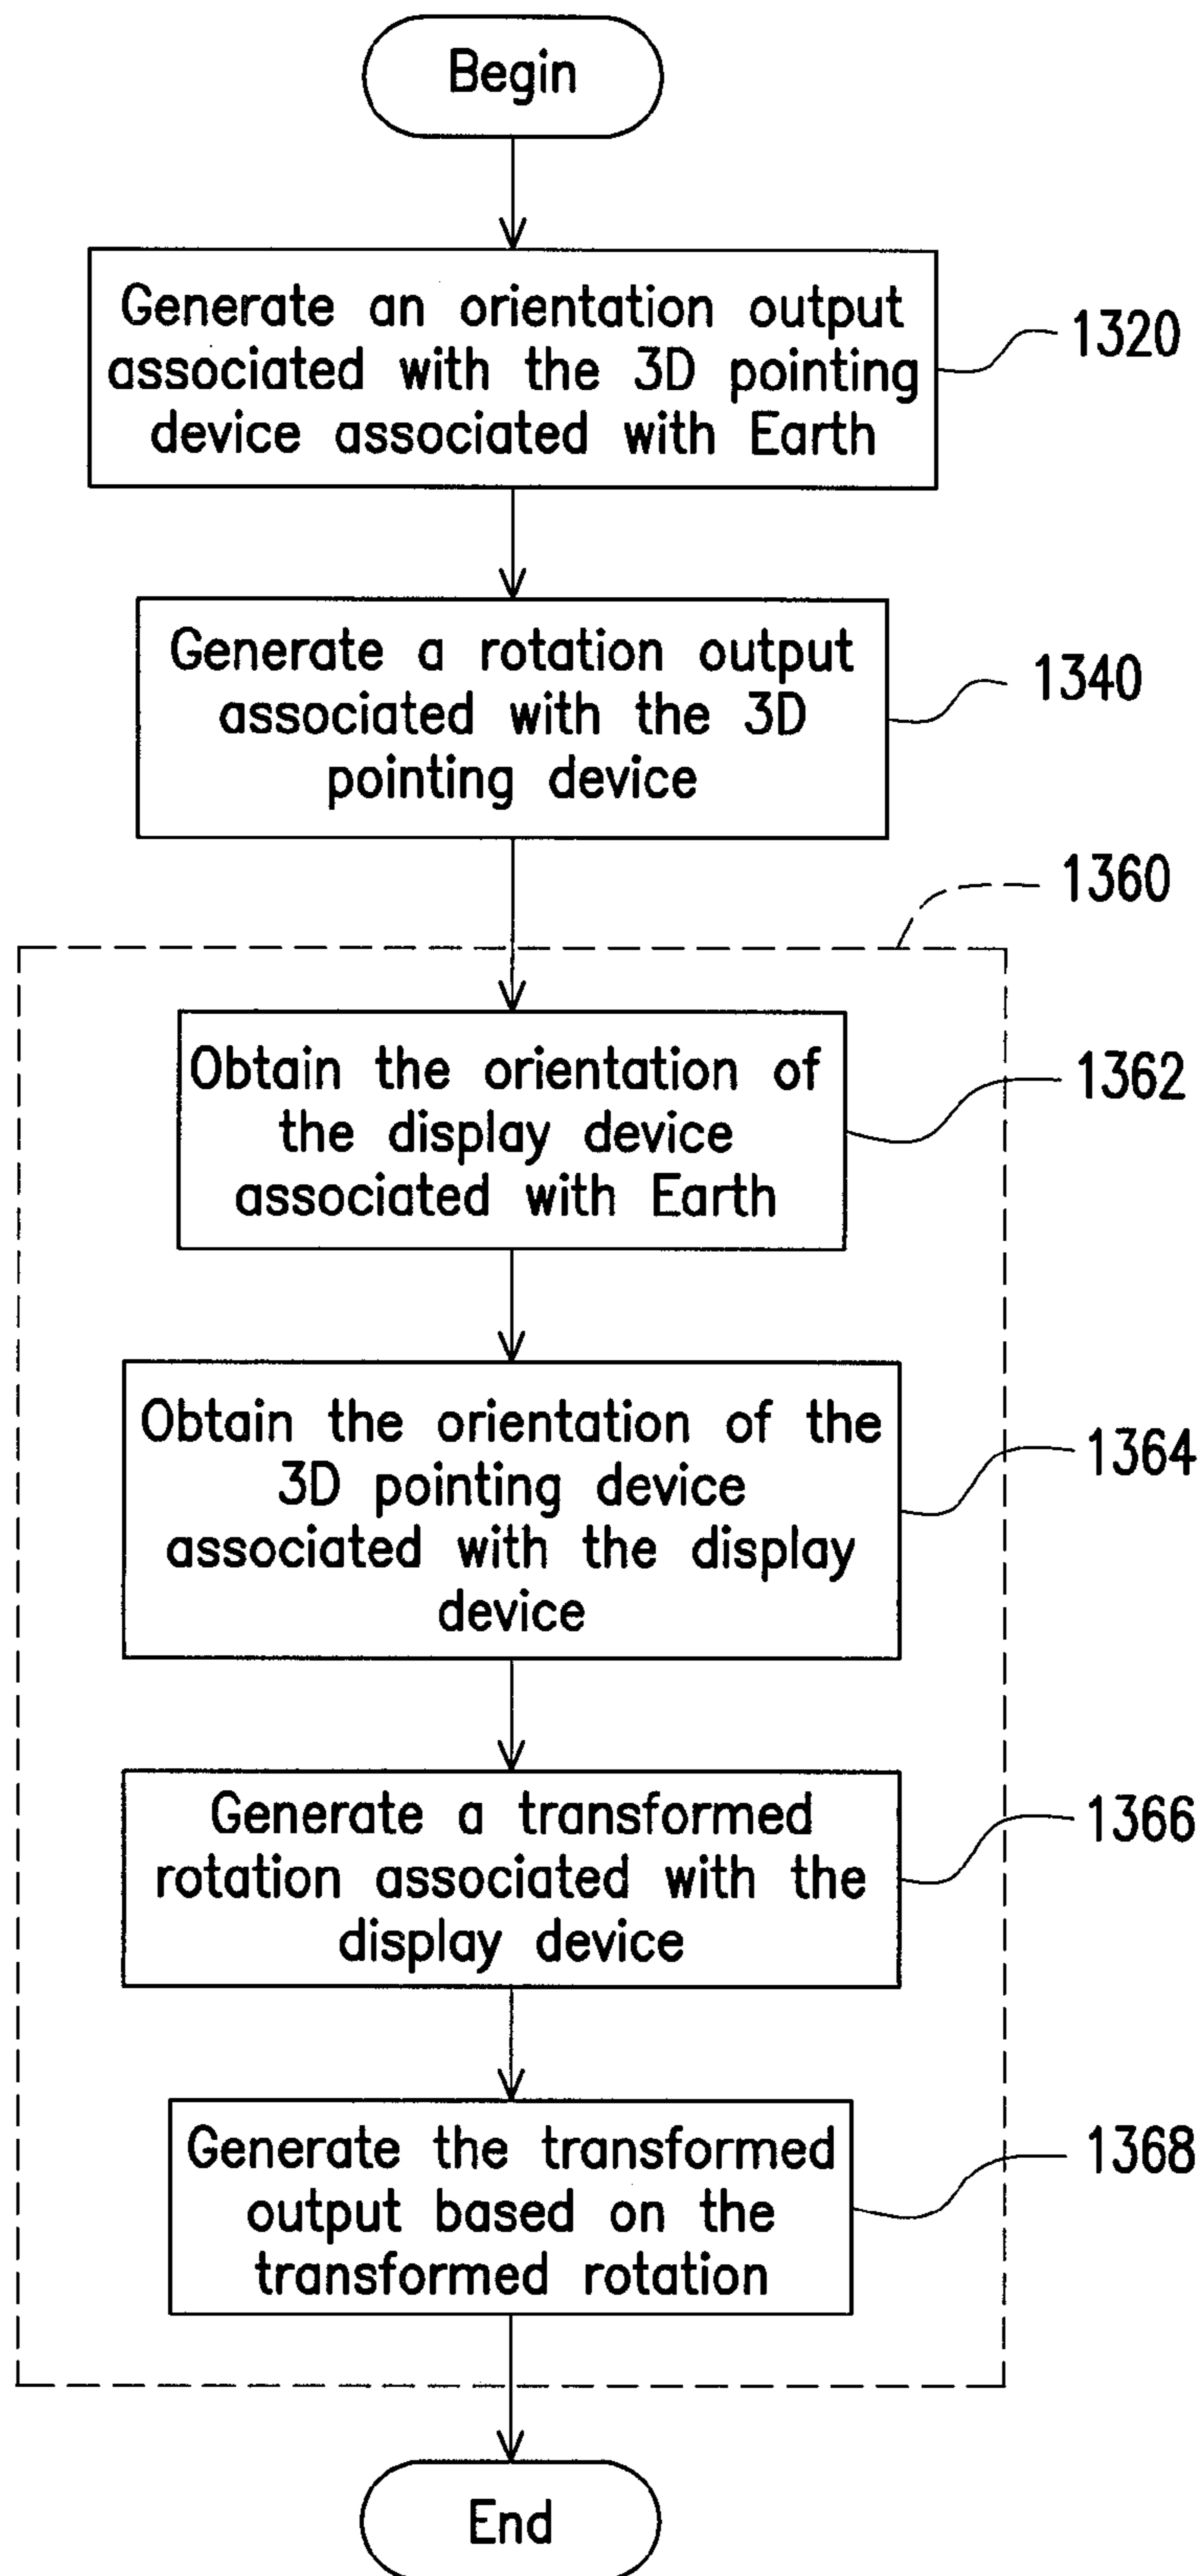 Begin
Generate an orientation output
associated with the 3D pointing
device associated with Earth
1320
Generate a rotation output
associated with the 3D
pointing device
1340
1360
Obtain the orientation of
the display device
associated with Earth
1362
Obtain the orientation of the
3D pointing device
associated with the display
device
1364
Generate a transformed
rotation associated with the
display device
1366
Generate the transformed
output based on the
transformed rotation
1368
End